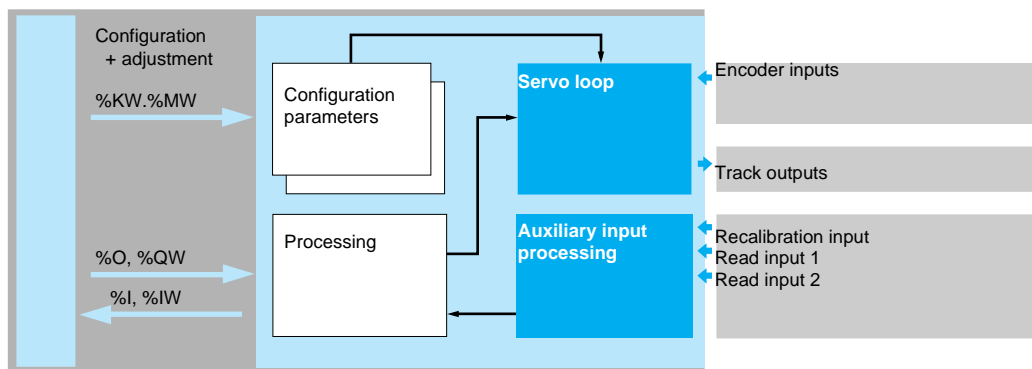 Configuration
+ adjustment
%KW.%MW
%O, %QW
%I, %IW
Configuration
parameters
Processing
Servo loop
Auxiliary input
processing
Encoder inputs
Track outputs
Recalibration input
Read input 1
Read input 2